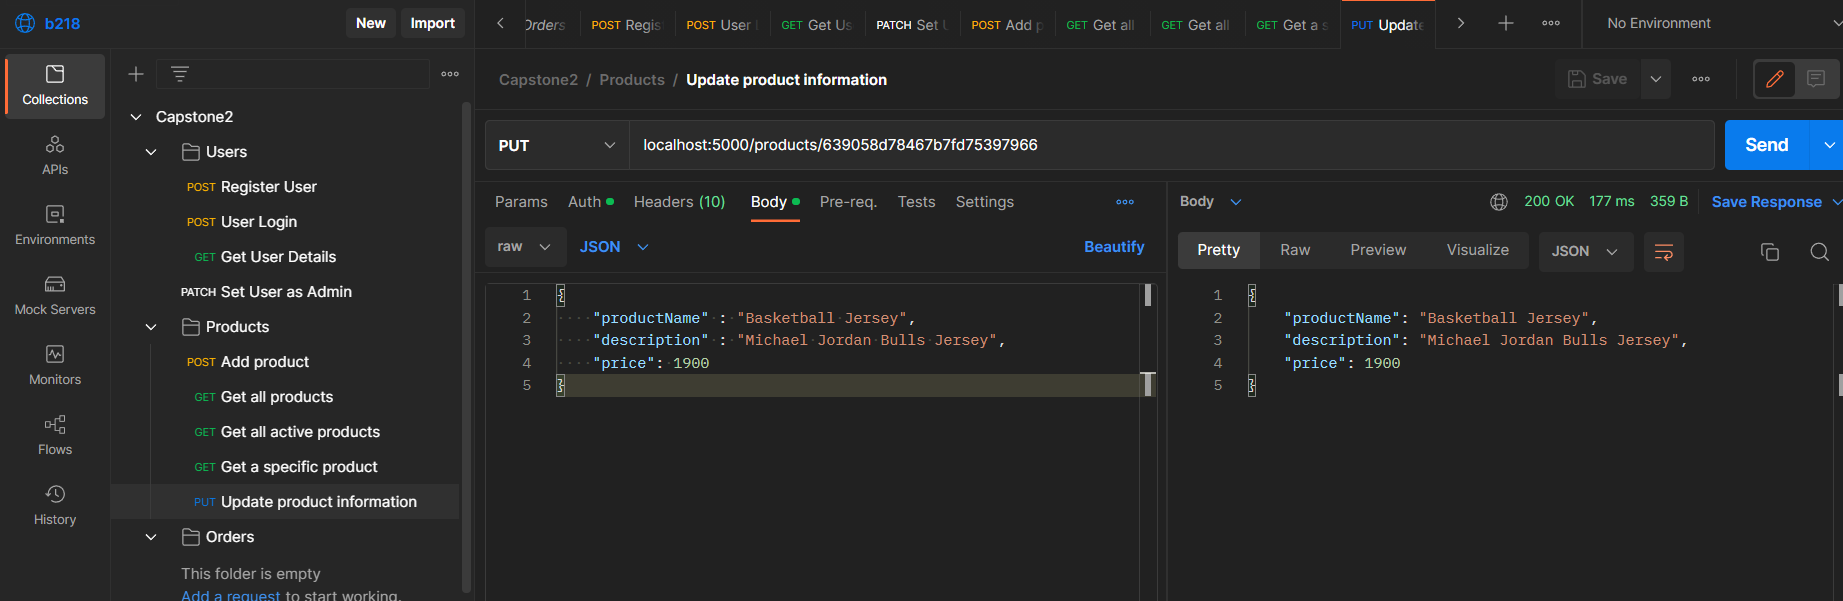 b218
New
Import
Orders
POST Regis
POST User
GET Get Us
PATCH Set U
POST Add p
GET Get all
GET Get all
GET Get a s
PUT Update
No Environment
Collections
APIs
Environments
Mock Servers
Monitors
Flows
History
Capstone2
Users
POST Register User
POST User Login
GET Get User Details
PATCH Set User as Admin
Products
POST Add product
GET Get all products
GET Get all active products
GET Get a specific product
PUT Update product information
Orders
This folder is empty
Add a request to start working.
Capstone2 / Products / Update product information
Save
PUT
localhost:5000/products/639058d78467b7fd75397966
Send
Params
Auth
Headers (10)
Body
Pre-req.
Tests
Settings
raw
JSON
Beautify
1 {
2 "productName" : "Basketball Jersey",
3 "description" : "Michael Jordan Bulls Jersey",
4 "price": 1900
5 }
Body
200 OK
177 ms
359 B
Save Response
Pretty
Raw
Preview
Visualize
JSON
1 {
2 "productName": "Basketball Jersey",
3 "description": "Michael Jordan Bulls Jersey",
4 "price": 1900
5 }